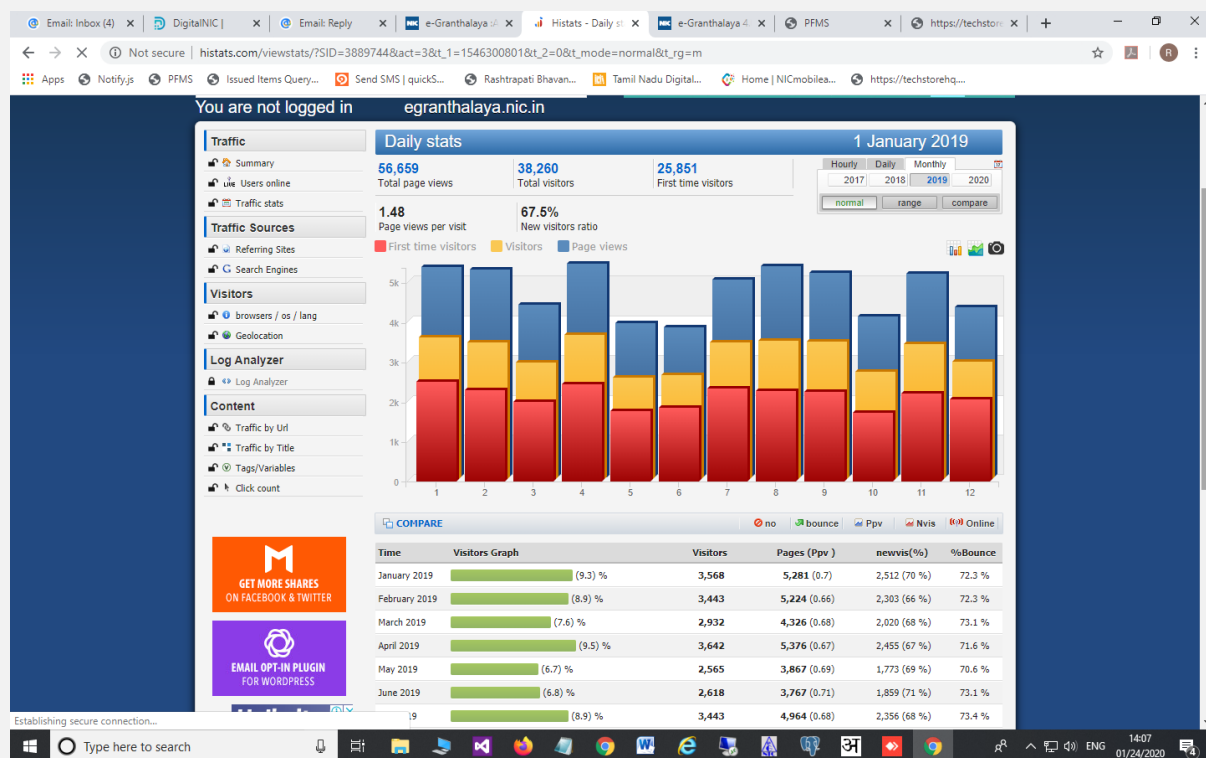 Email: Inbox (4) DigitalNIC | Email: Reply e-Granthalaya :A Histats - Daily st e-Granthalaya 4. PFMS https://techstore
Not secure | histats.com/viewstats/?SID=3889744&act=3&t_1=1546300801&t_2=0&t_mode=normal&t_rg=m R
Apps Notify.js PFMS Issued Items Query... Send SMS | quickS... Rashtrapati Bhavan... Tamil Nadu Digital... Home | NICmobilea... https://techstorehq....
You are not logged in egranthalaya.nic.in
Traffic
Summary
Users online
Traffic stats
Traffic Sources
Referring Sites
Search Engines
Visitors
browsers / os / lang
Geolocation
Log Analyzer
Log Analyzer
Content
Traffic by Url
Traffic by Title
Tags/Variables
Click count
GET MORE SHARES
ON FACEBOOK & TWITTER
EMAIL OPT-IN PLUGIN
FOR WORDPRESS
Daily stats 1 January 2019
56,659 38,260 25,851
Total page views Total visitors First time visitors
Hourly Daily Monthly
2017 2018 2019 2020
normal range compare
1.48 67.5%
Page views per visit New visitors ratio
First time visitors Visitors Page views
5k
4k
3k
2k
1k
0
1 2 3 4 5 6 7 8 9 10 11 12
COMPARE no bounce Ppv Nvis Online
Time Visitors Graph Visitors Pages (Ppv ) newvis(%) %Bounce
January 2019 (9.3) % 3,568 5,281 (0.7) 2,512 (70 %) 72.3 %
February 2019 (8.9) % 3,443 5,224 (0.66) 2,303 (66 %) 72.3 %
March 2019 (7.6) % 2,932 4,326 (0.68) 2,020 (68 %) 73.1 %
April 2019 (9.5) % 3,642 5,376 (0.67) 2,455 (67 %) 71.6 %
May 2019 (6.7) % 2,565 3,867 (0.69) 1,773 (69 %) 70.6 %
June 2019 (6.8) % 2,618 3,767 (0.71) 1,859 (71 %) 73.1 %
19 (8.9) % 3,443 4,964 (0.68) 2,356 (68 %) 73.4 %
Establishing secure connection...
Type here to search अ ENG 14:07
01/24/2020